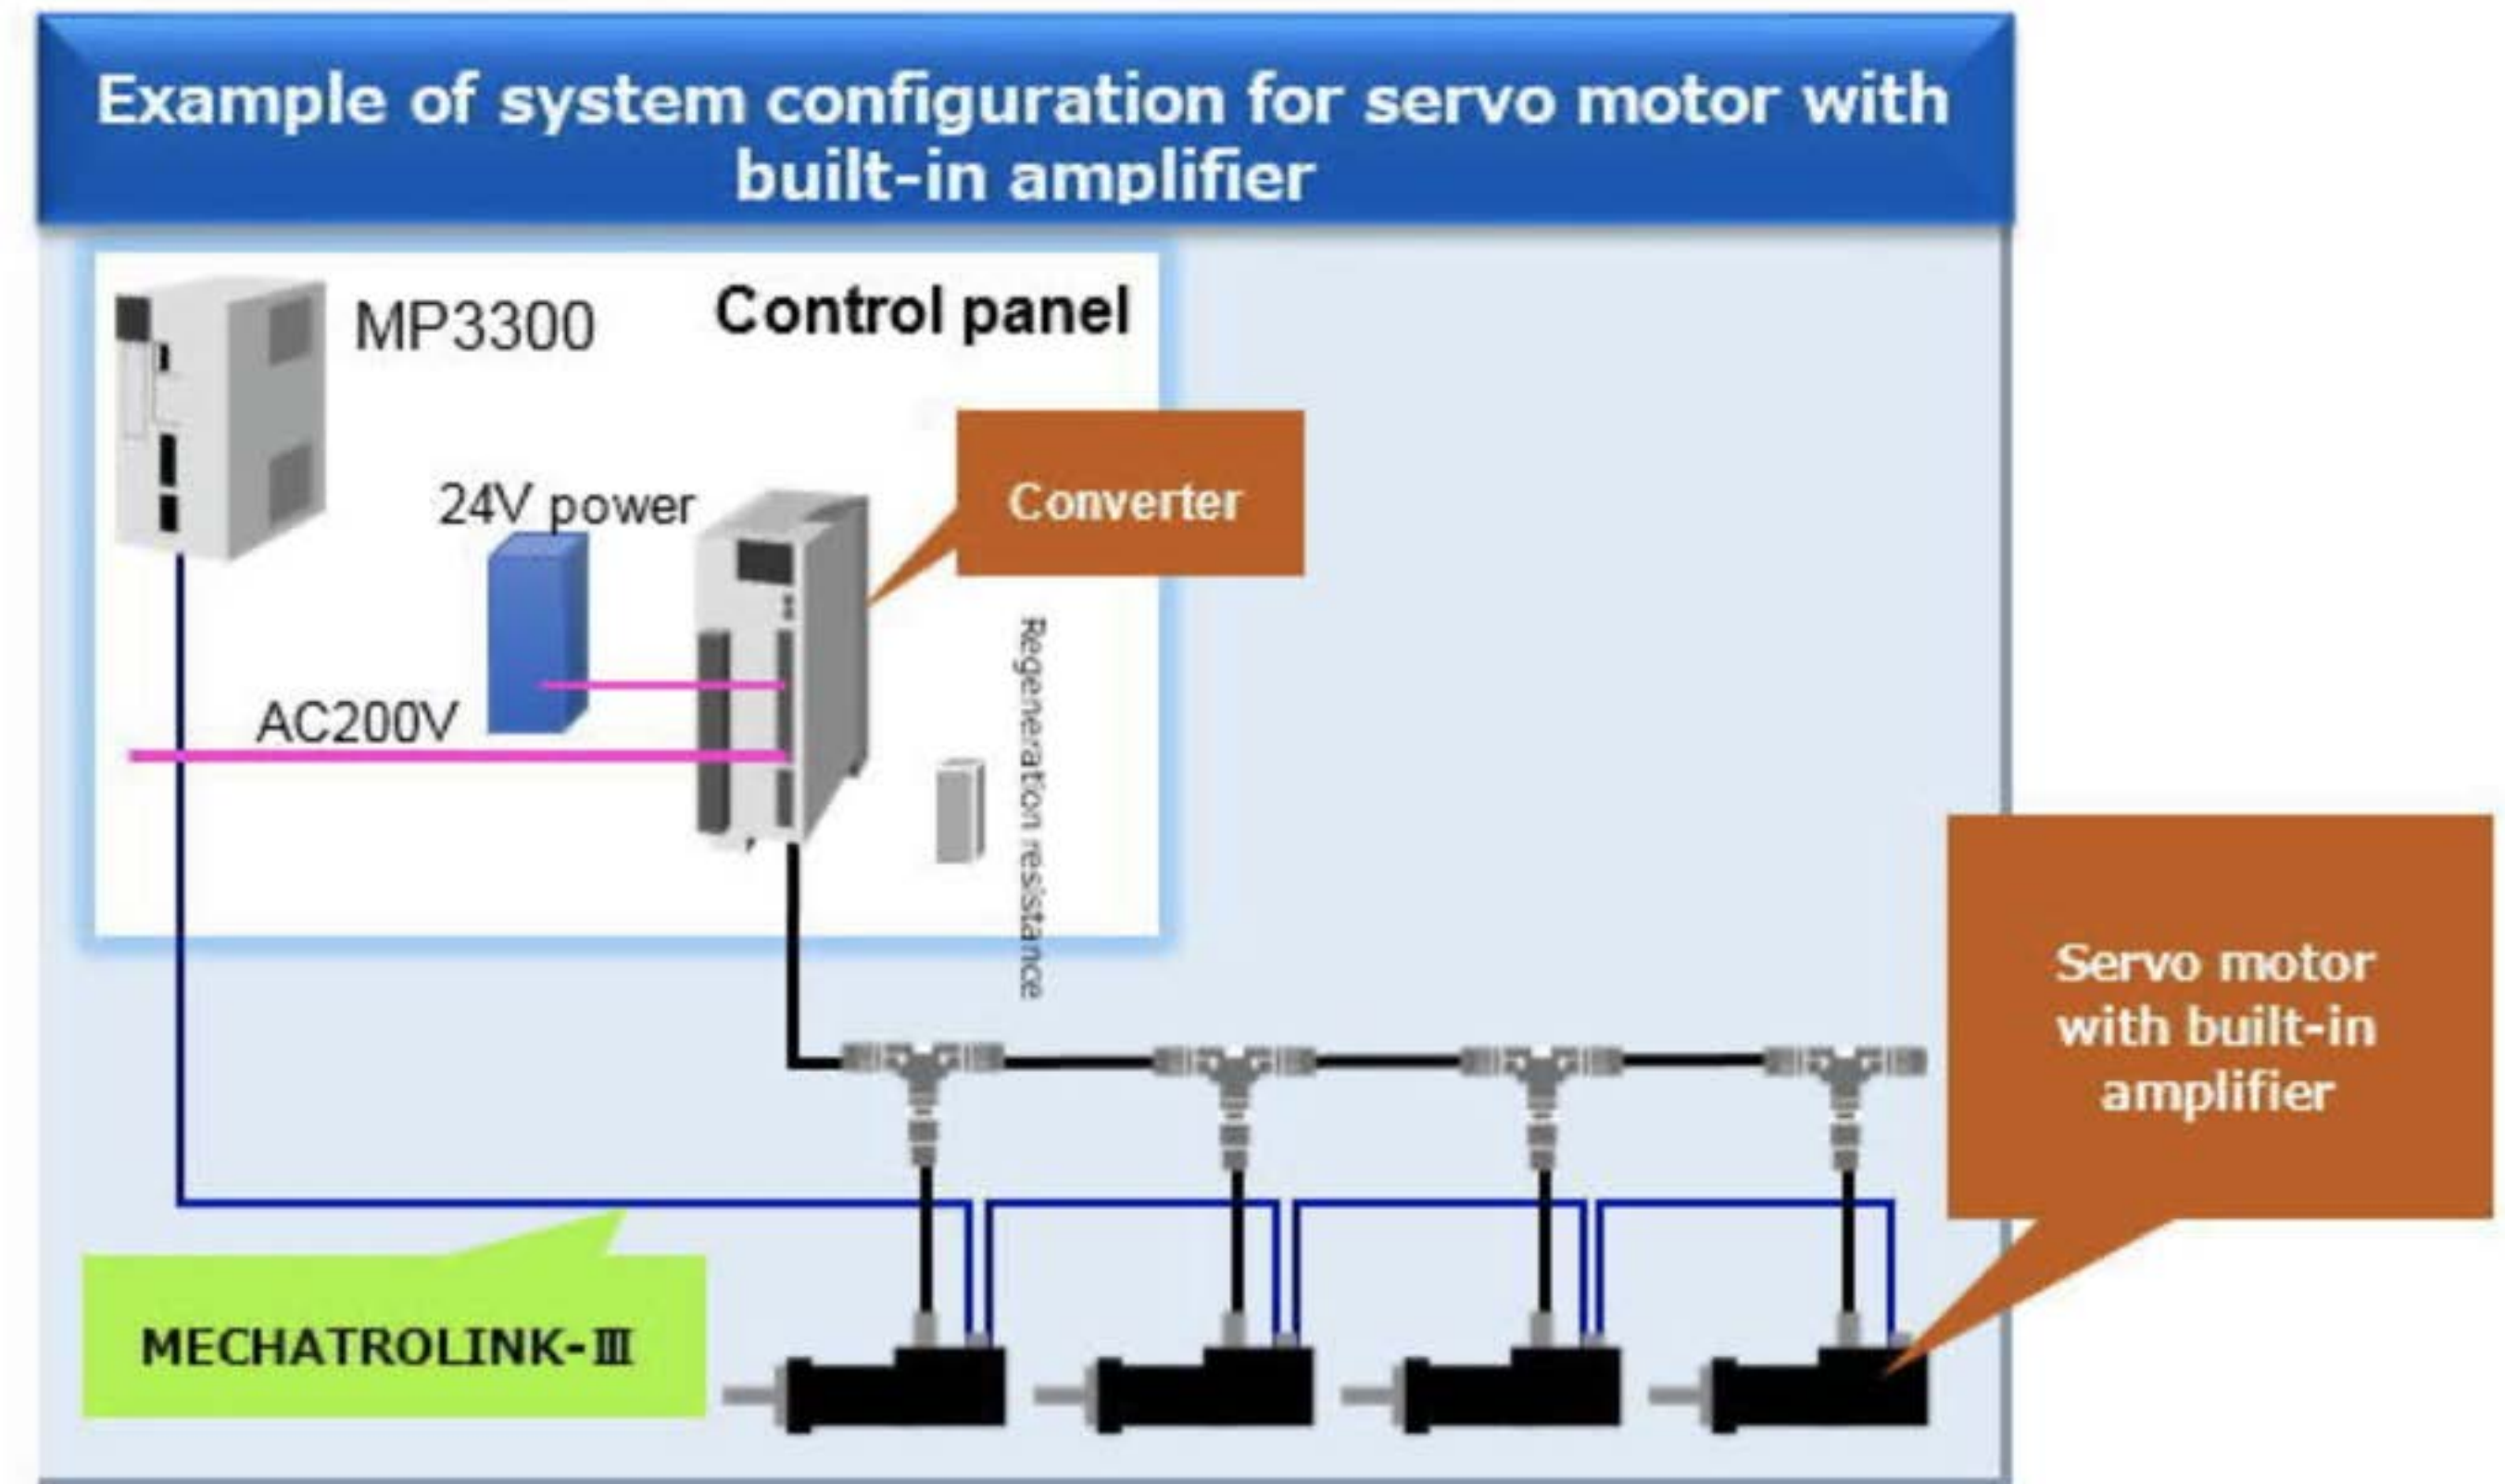 Example of system configuration for servo motor with
built-in amplifier
MP3300
Control panel
Converter
24V power
AC200V
Regeneration resistance
Servo motor
with built-in
amplifier
MECHATROLINK-Ⅲ